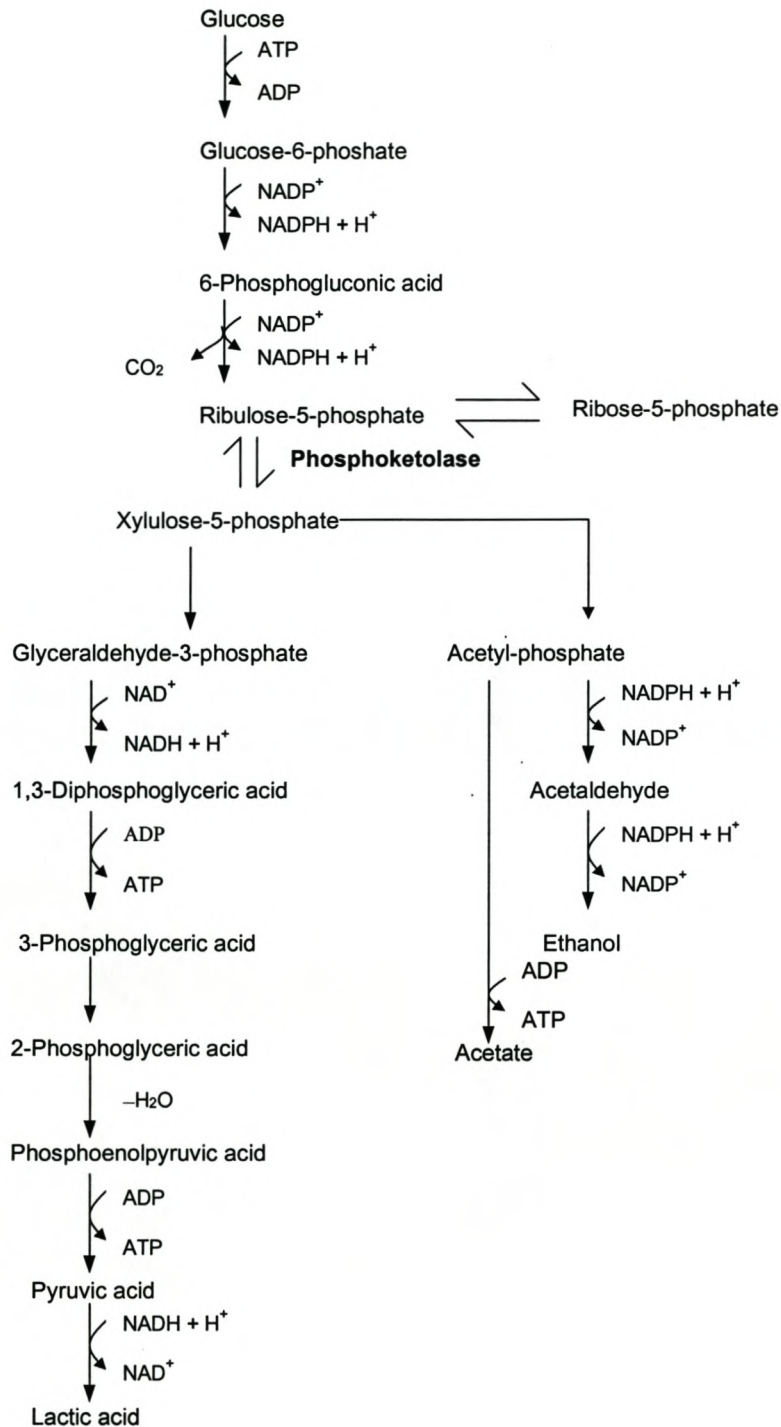 Glucose
ATP
ADP
Glucose-6-phoshate
NADP⁺
NADPH + H⁺
6-Phosphogluconic acid
NADP⁺
NADPH + H⁺
CO₂
Ribulose-5-phosphate
Ribose-5-phosphate
Phosphoketolase
Xylulose-5-phosphate
Glyceraldehyde-3-phosphate
NAD⁺
NADH + H⁺
1,3-Diphosphoglyceric acid
ADP
ATP
3-Phosphoglyceric acid
2-Phosphoglyceric acid
–H₂O
Phosphoenolpyruvic acid
ADP
ATP
Pyruvic acid
NADH + H⁺
NAD⁺
Lactic acid
Acetyl-phosphate
NADPH + H⁺
NADP⁺
Acetaldehyde
NADPH + H⁺
NADP⁺
Ethanol
ADP
ATP
Acetate